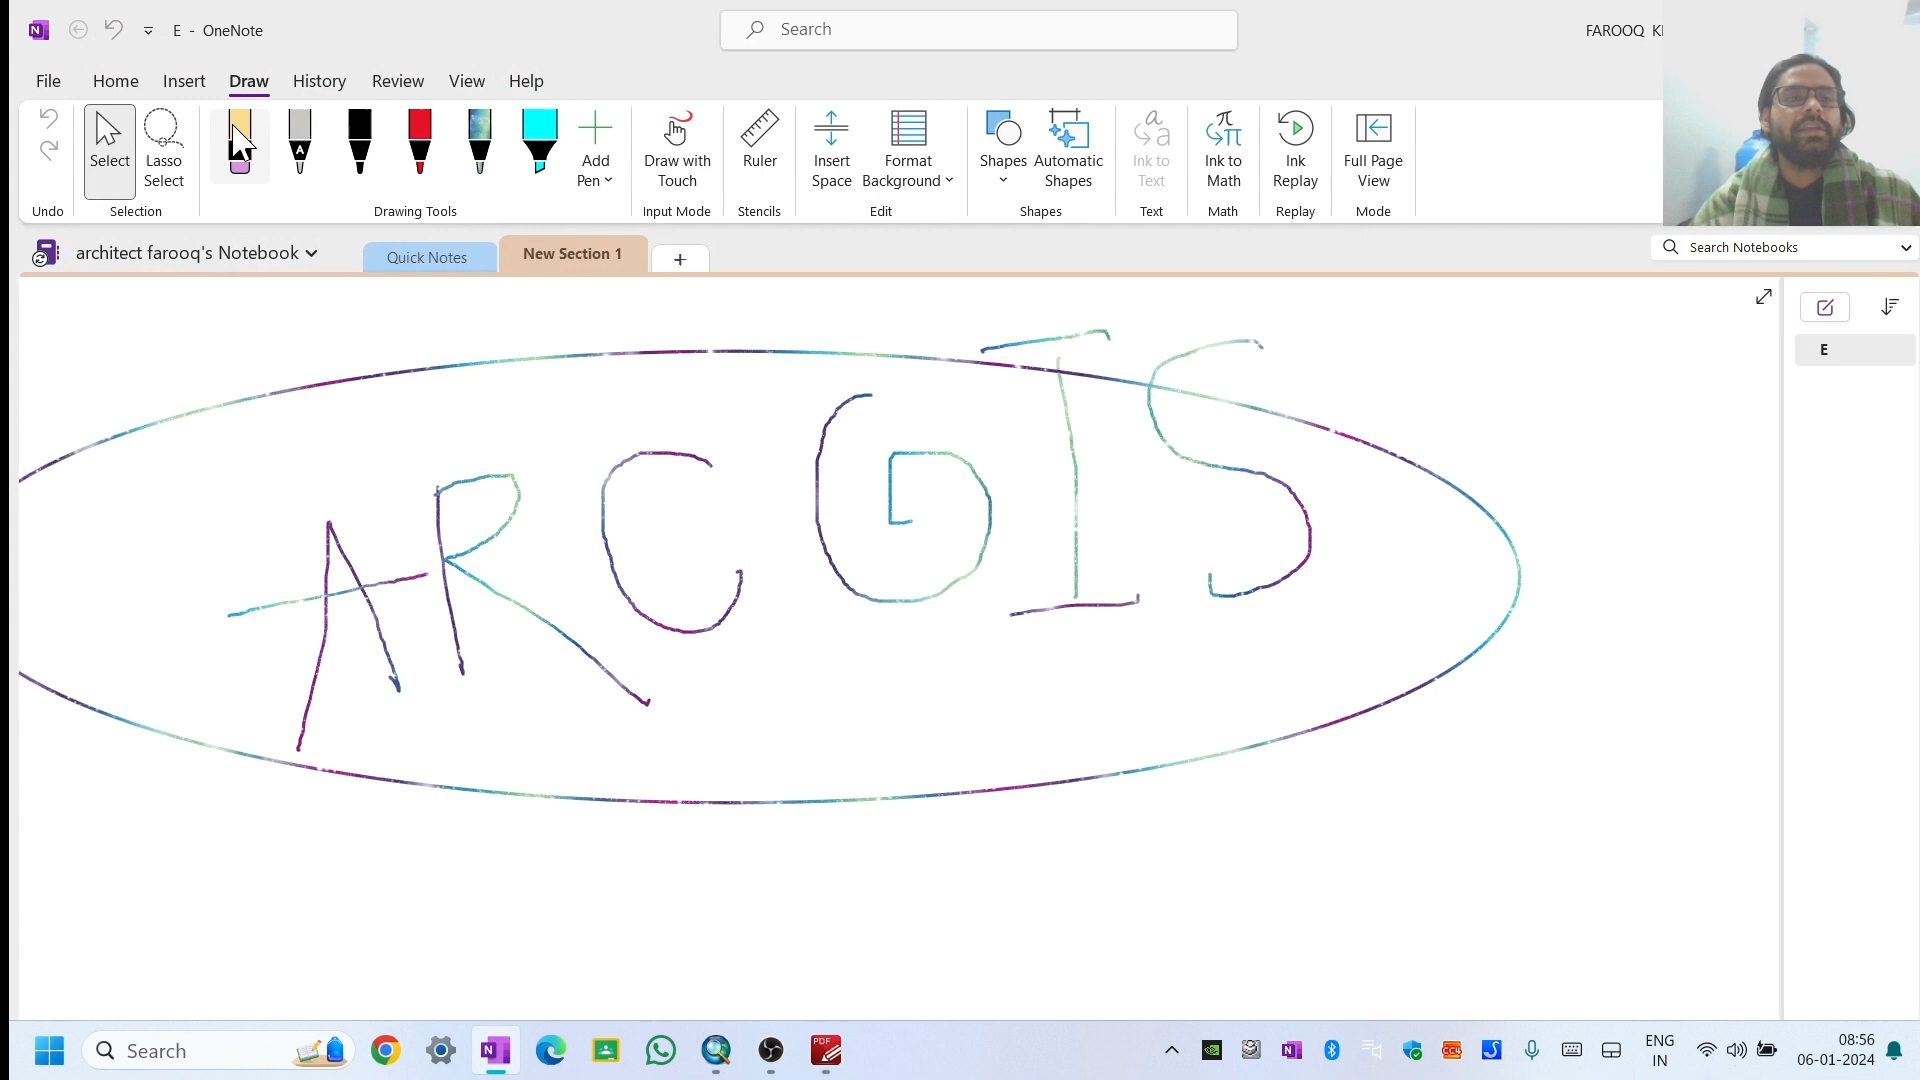 E - OneNote
Search
FAROOQ
File Home Insert Draw History Review View Help
Select
Lasso Select
A
Add Pen
Draw with Touch
Ruler
Insert Space
Format Background
Shapes
Automatic Shapes
Ink to Text
Ink to Math
Ink Replay
Full Page View
Undo
Selection
Drawing Tools
Input Mode
Stencils
Edit
Shapes
Text
Math
Replay
Mode
architect farooq's Notebook
Quick Notes
New Section 1
+
Search Notebooks
E
ARCGIS
Search
PDF
ENG
IN
08:56
06-01-2024